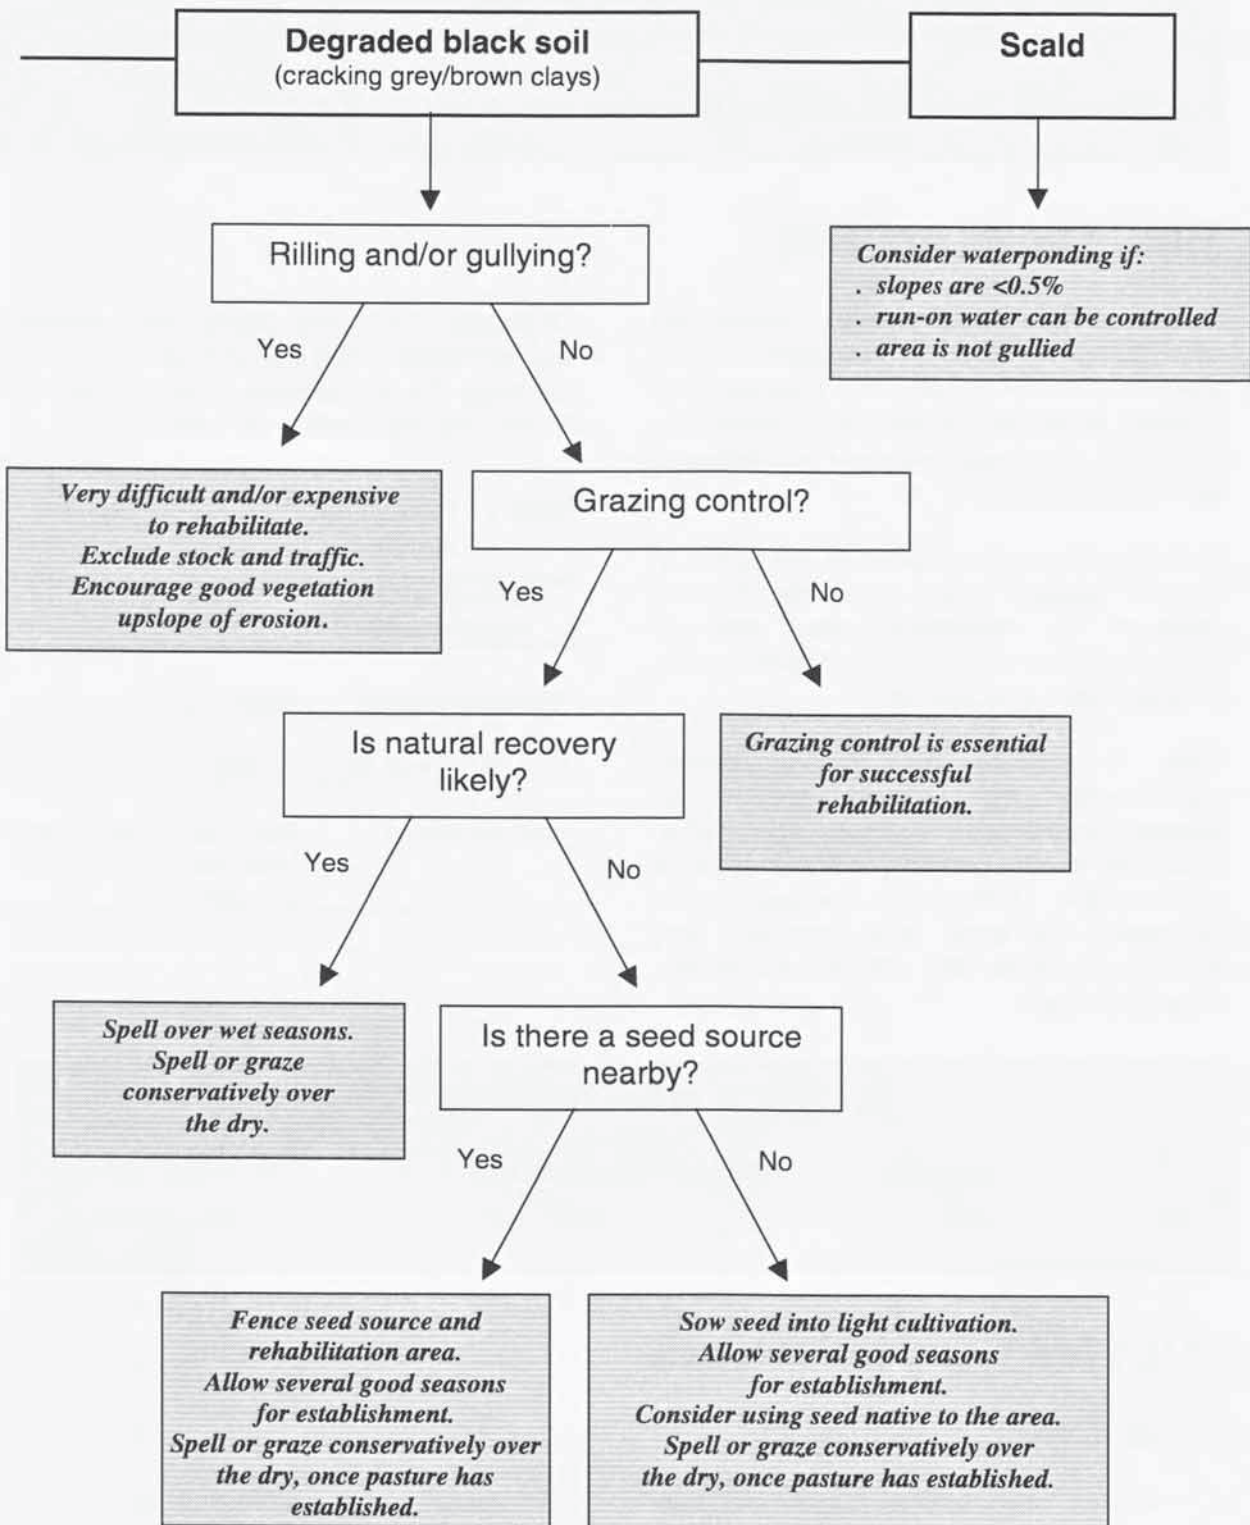 Degraded black soil
(cracking grey/brown clays)
Scald
Rilling and/or gullying?
Consider waterponding if:
. slopes are <0.5%
. run-on water can be controlled
. area is not gullied
Yes
No
Very difficult and/or expensive
to rehabilitate.
Exclude stock and traffic.
Encourage good vegetation
upslope of erosion.
Grazing control?
Yes
No
Is natural recovery
likely?
Grazing control is essential
for successful
rehabilitation.
Yes
No
Spell over wet seasons.
Spell or graze
conservatively over
the dry.
Is there a seed source
nearby?
Yes
No
Fence seed source and
rehabilitation area.
Allow several good seasons
for establishment.
Spell or graze conservatively over
the dry, once pasture has
established.
Sow seed into light cultivation.
Allow several good seasons
for establishment.
Consider using seed native to the area.
Spell or graze conservatively over
the dry, once pasture has established.